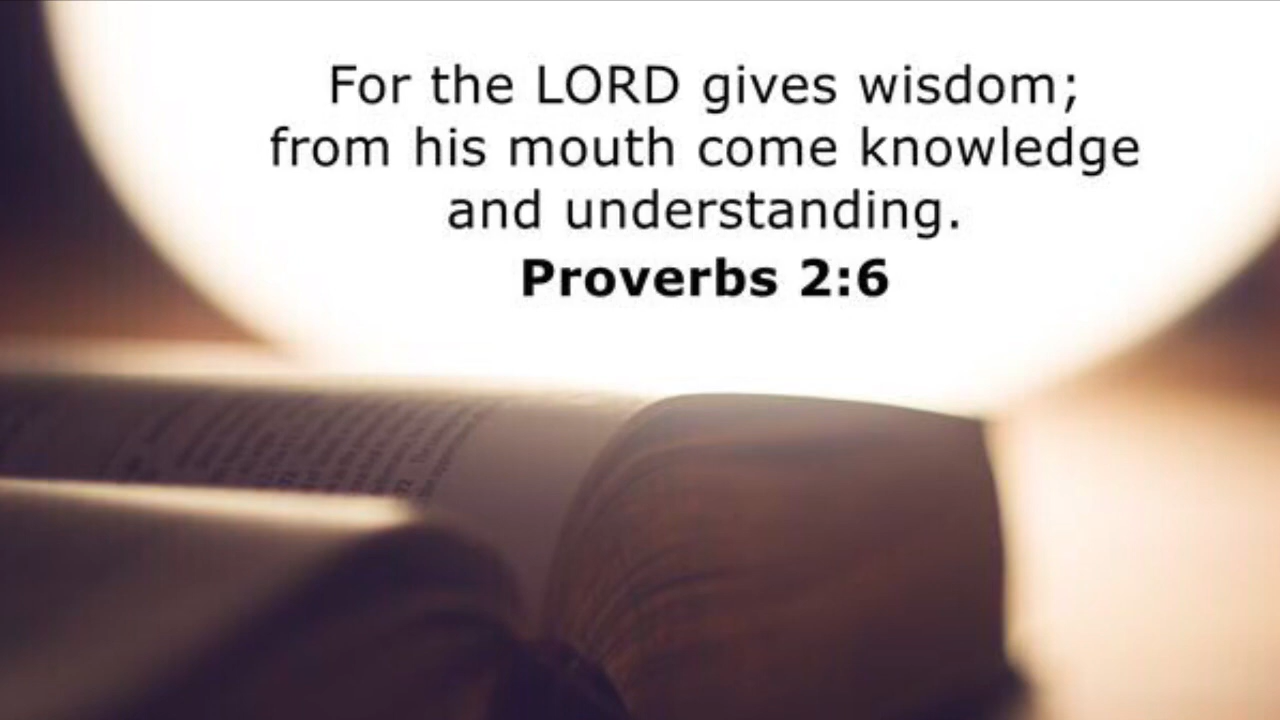 For the LORD gives wisdom;
from his mouth come knowledge
and understanding.
Proverbs 2:6